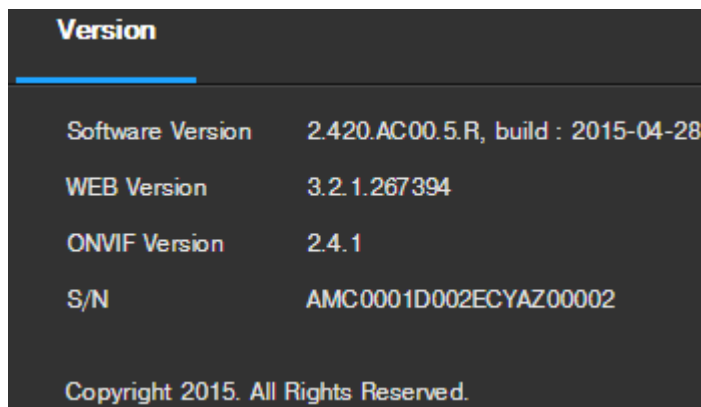 Version
Software Version 2.420.AC00.5.R, build : 2015-04-28
WEB Version 3.2.1.267394
ONVIF Version 2.4.1
S/N AMC0001D002ECYAZ00002
Copyright 2015. All Rights Reserved.